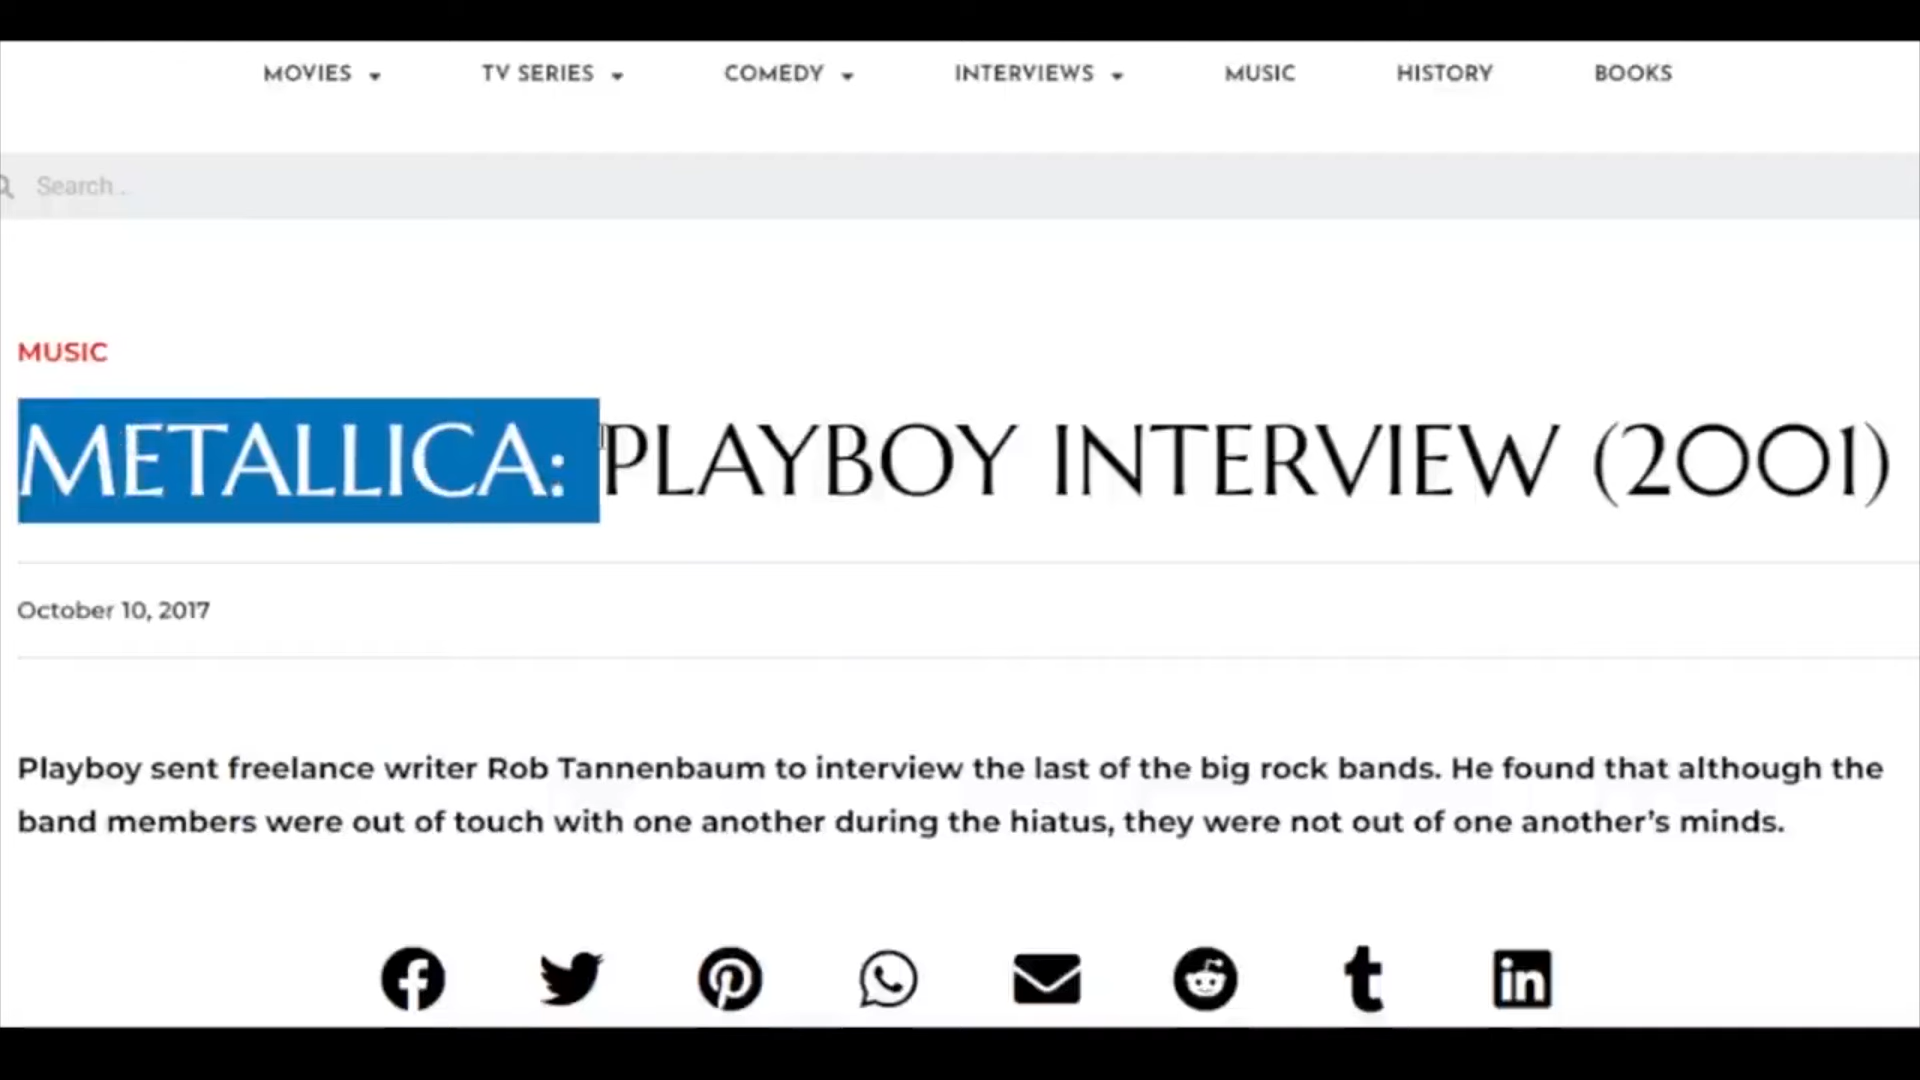 MOVIES TV SERIES COMEDY INTERVIEWS MUSIC HISTORY BOOKS
Search...
MUSIC
METALLICA: PLAYBOY INTERVIEW (2001)
October 10, 2017
Playboy sent freelance writer Rob Tannenbaum to interview the last of the big rock bands. He found that although the
band members were out of touch with one another during the hiatus, they were not out of one another’s minds.